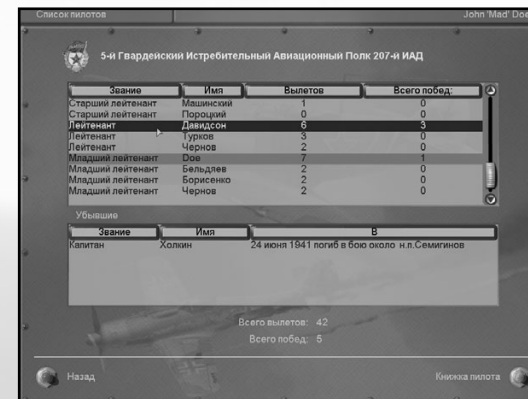 Список пилотов John 'Mad' Doe
5-й Гвардейский Истребительный Авиационный Полк 207-й ИАД
Звание Имя Вылетов Всего побед:
Старший лейтенант Машинский 1 0
Старший лейтенант Пороцкий 0 0
Лейтенант Давидсон 6 3
Лейтенант Турков 3 0
Лейтенант Чернов 2 0
Младший лейтенант Doe 7 1
Младший лейтенант Бельдяев 2 0
Младший лейтенант Борисенко 2 0
Младший лейтенант Чернов 2 0
Убывшие
Звание Имя В
Капитан Холкин 24 июня 1941 погиб в бою около н.п.Семигинов
Всего вылетов: 42
Всего побед: 5
Назад Книжка пилота